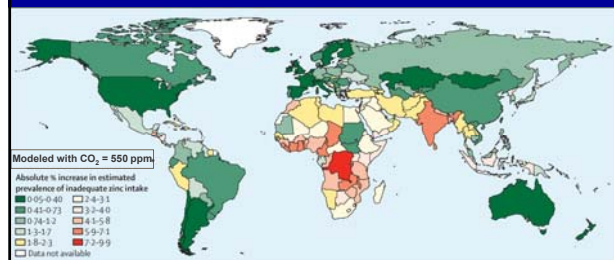 Modeled with CO₂ = 550 ppm.
Absolute % increase in estimated
prevalence of inadequate zinc intake
0·05–0·40 2·4–3·1
0·41–0·73 3·2–4·0
0·74–1·2 4·1–5·8
1·3–1·7 5·9–7·1
1·8–2·3 7·2–9·9
Data not available